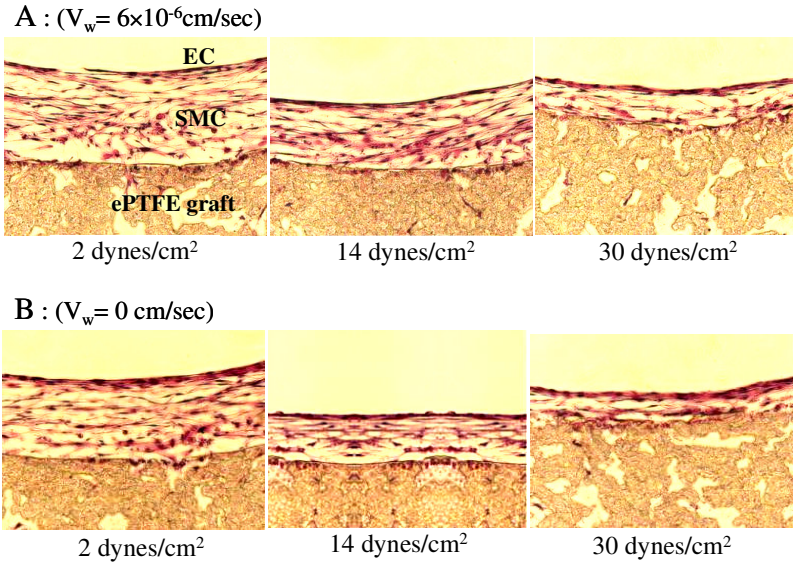 A : (Vw= 6×10-6cm/sec)
EC
SMC
ePTFE graft
2 dynes/cm2
14 dynes/cm2
30 dynes/cm2
B : (Vw= 0 cm/sec)
2 dynes/cm2
14 dynes/cm2
30 dynes/cm2